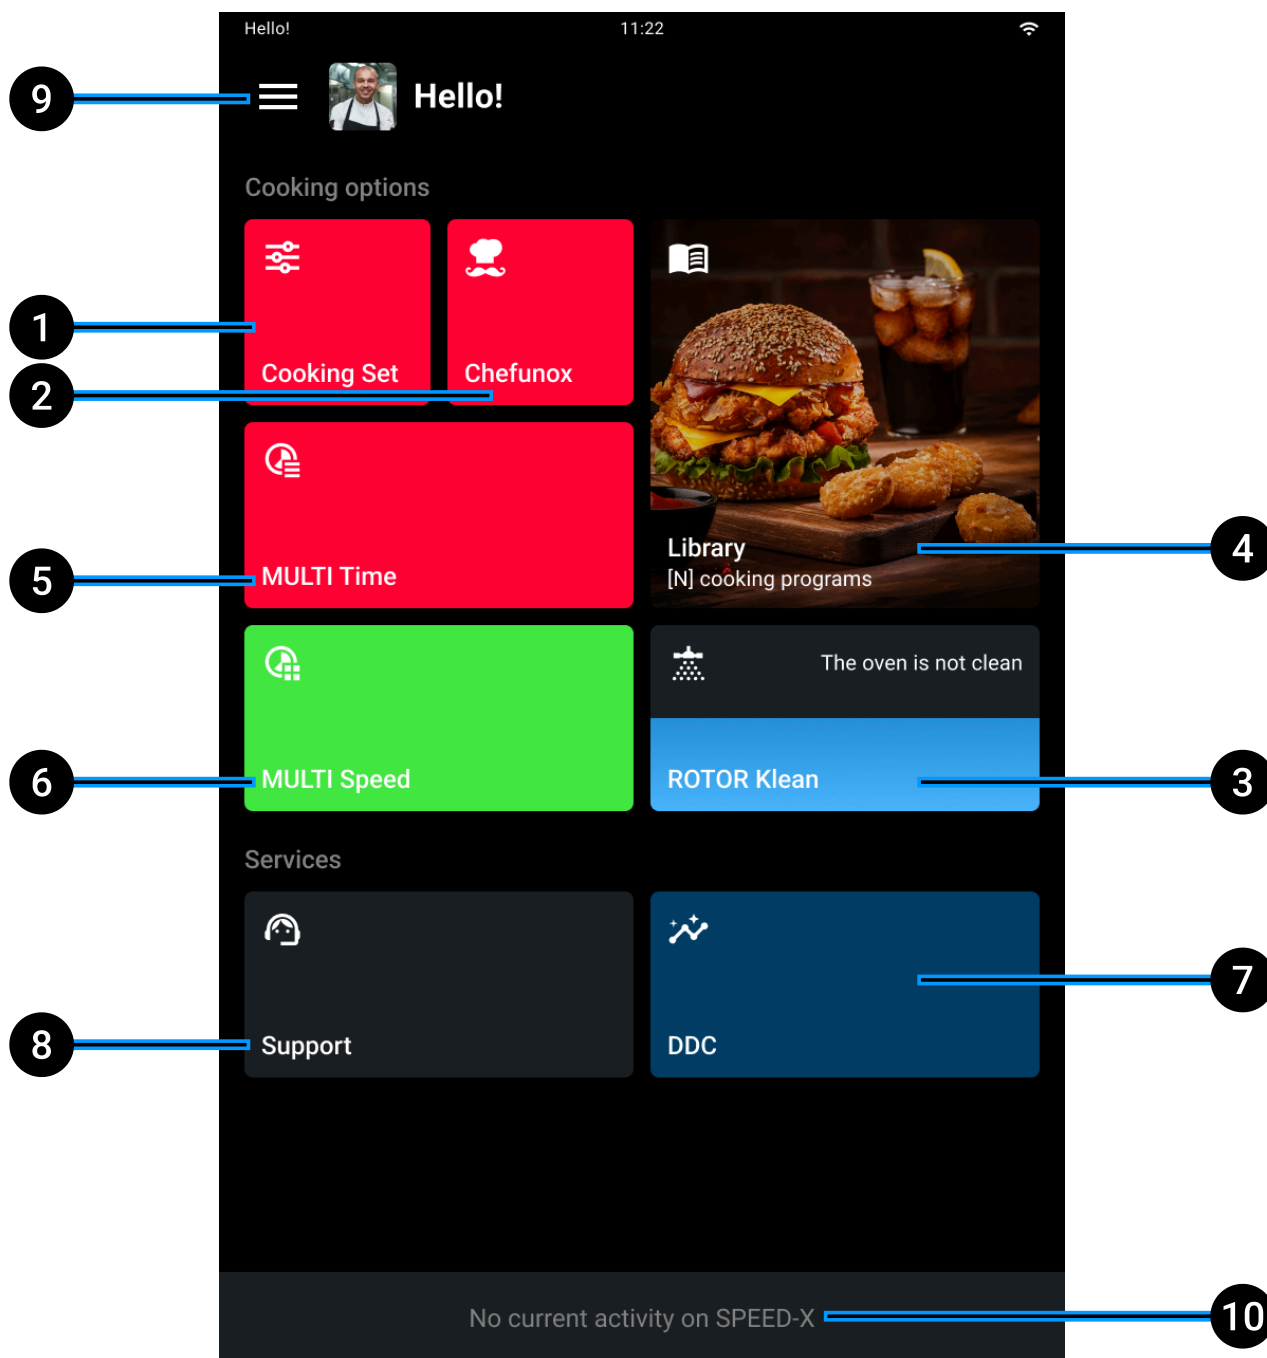 Hello!
11:22
9
Hello!
Cooking options
1
Cooking Set
Chefunox
2
Library
[N] cooking programs
4
5
MULTI Time
The oven is not clean
6
MULTI Speed
ROTOR Klean
3
Services
7
8
Support
DDC
No current activity on SPEED-X
10